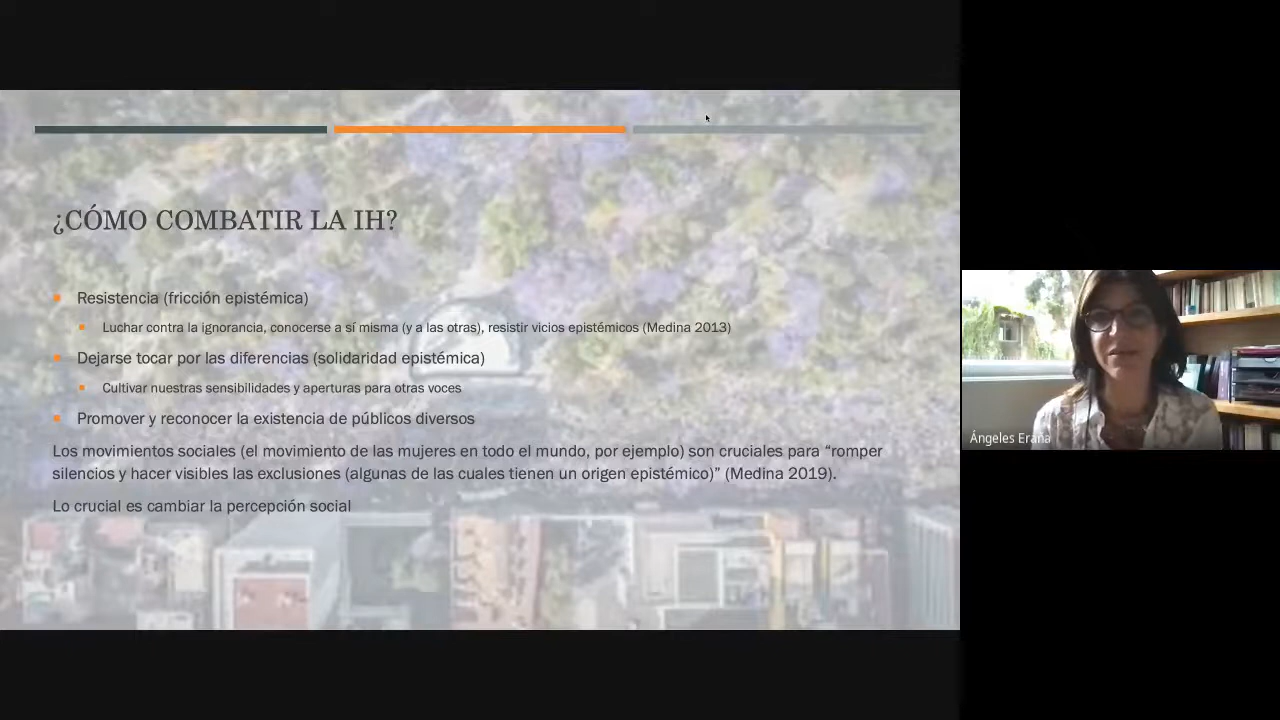 ¿CÓMO COMBATIR LA IH?
Resistencia (fricción epistémica)
Luchar contra la ignorancia, conocerse a sí misma (y a las otras), resistir vicios epistémicos (Medina 2013)
Dejarse tocar por las diferencias (solidaridad epistémica)
Cultivar nuestras sensibilidades y aperturas para otras voces
Promover y reconocer la existencia de públicos diversos
Los movimientos sociales (el movimiento de las mujeres en todo el mundo, por ejemplo) son cruciales para “romper
silencios y hacer visibles las exclusiones (algunas de las cuales tienen un origen epistémico)” (Medina 2019).
Lo crucial es cambiar la percepción social
Ángeles Eraña